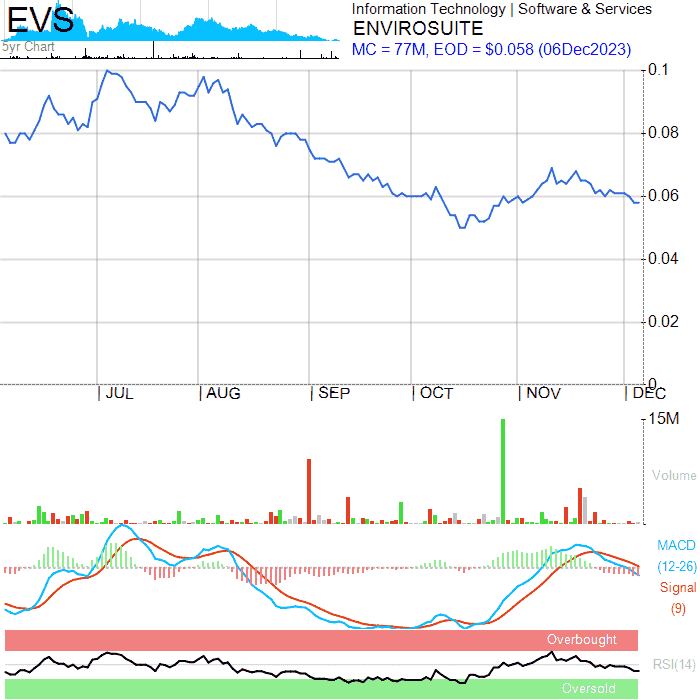 EVS
5yr Chart
Information Technology | Software & Services
ENVIROSUITE
MC = 77M, EOD = $0.058 (06Dec2023)
0.1
0.08
0.06
0.04
0.02
0
| JUL | AUG | SEP | OCT | NOV | DEC
15M
Volume
MACD
(12-26)
Signal
(9)
Overbought
RSI(14)
Oversold